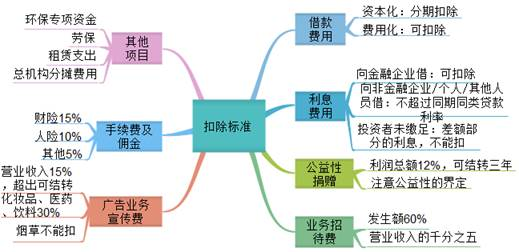 扣除标准
借款
费用
资本化：分期扣除
费用化：可扣除
利息
费用
向金融企业借：可扣除
向非金融企业/个人/其他人
员借：不超过同期同类贷款
利率
投资者未缴足：差额部
分的利息，不能扣
公益性
捐赠
利润总额12%，可结转三年
注意公益性的界定
业务招
待费
发生额60%
营业收入的千分之五
其他
项目
环保专项资金
劳保
租赁支出
总机构分摊费用
手续费及
佣金
财险15%
人险10%
其他5%
广告业务
宣传费
营业收入15%
，超出可结转
化妆品、医药
、饮料30%
烟草不能扣